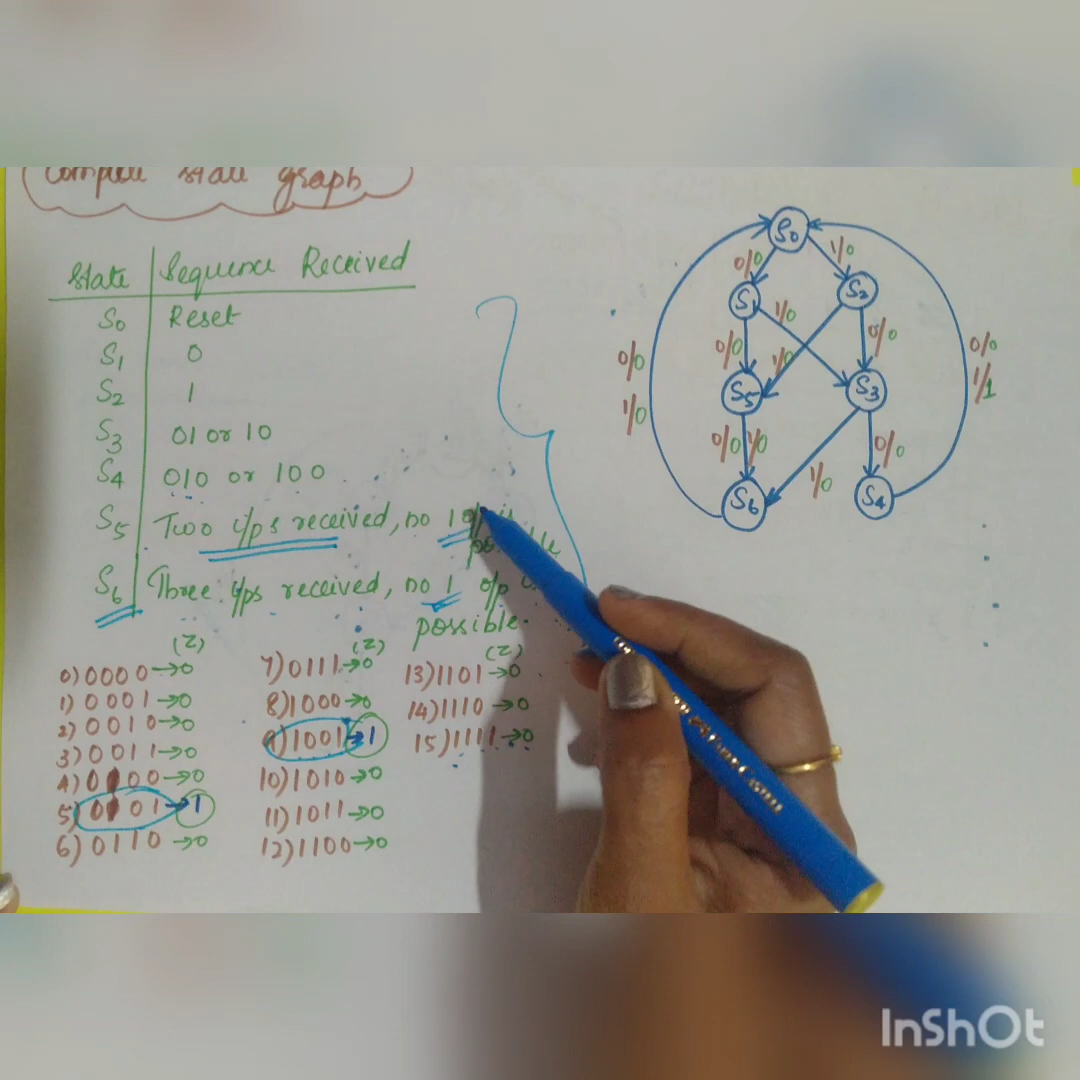 Complete state graph
State Sequence Received
S0 Reset
S1 0
S2 1
S3 01 or 10
S4 010 or 100
S5 Two i/ps received, no 1 o/p is
possible
S6 Three i/ps received, no 1 o/p
possible.
(Z)
0) 0000→0
1) 0001→0
2) 0010→0
3) 0011→0
4) 0100→0
5) 0101→1
6) 0110→0
(Z)
7) 0111→0
8) 1000→0
9) 1001→1
10) 1010→0
11) 1011→0
12) 1100→0
(Z)
13) 1101→0
14) 1110→0
15) 1111→0
S0
0/0 1/0
S1 S2
1/0
0/0 1/0 0/0
S5 S3
0/0 1/0 1/0 0/0
S6 S4
0/0
1/0
0/0
1/1
InShOt